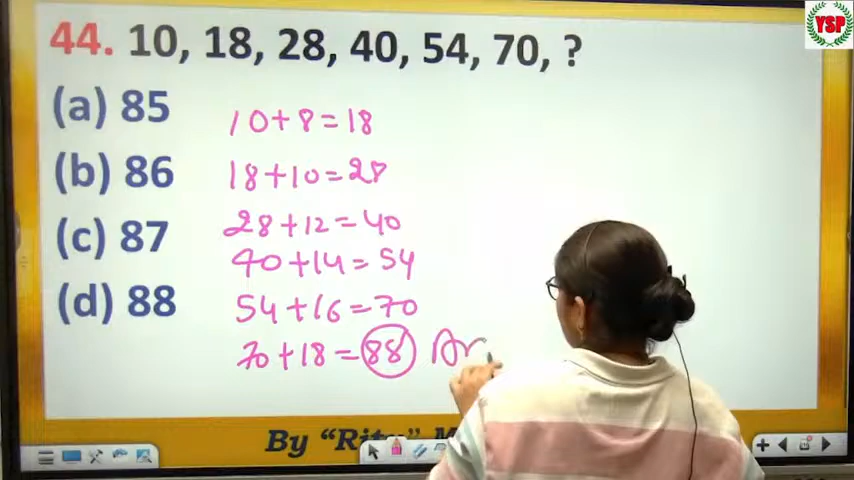 YSP
44. 10, 18, 28, 40, 54, 70, ?
(a) 85
(b) 86
(c) 87
(d) 88
10+8=18
18+10=28
28+12=40
40+14=54
54+16=70
70+18=88
By